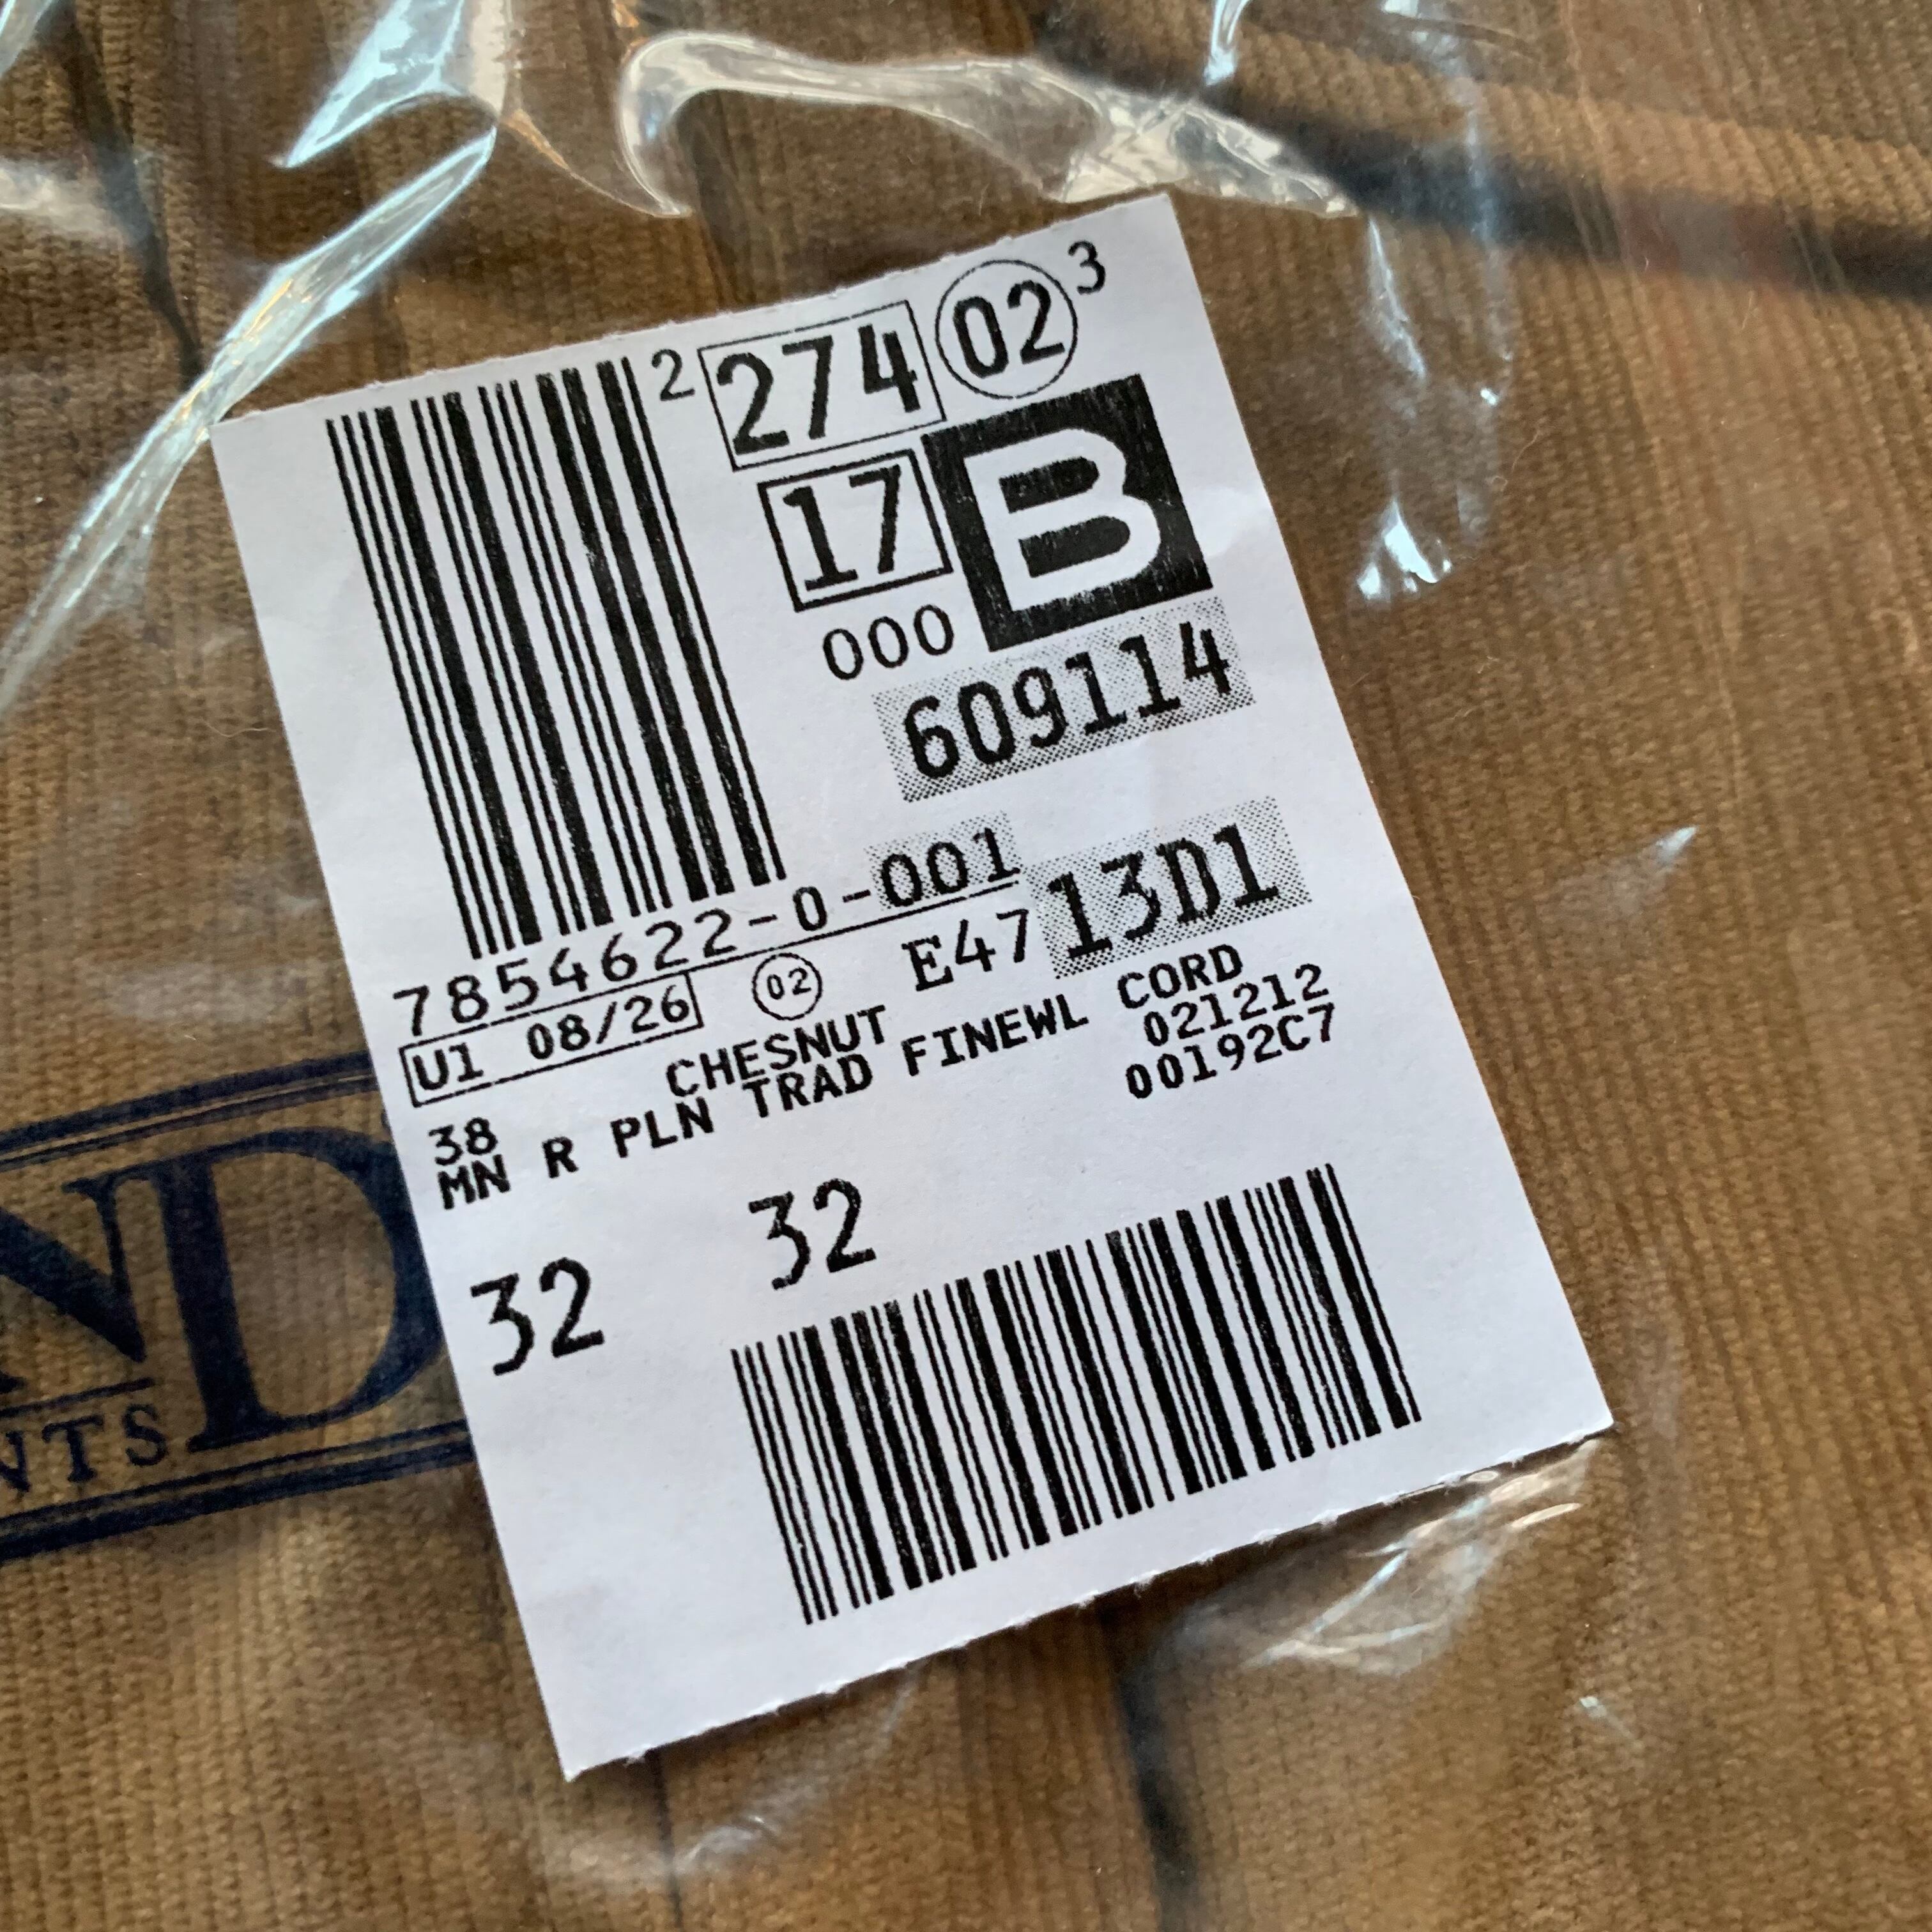 2 274 02 3
17 B
000
609114
7854622-0-001
E47 13D1
U1 08/26 02
CHESNUT
38
MN R PLN TRAD FINEWL CORD
021212
00192C7
32 32
ND
NTS